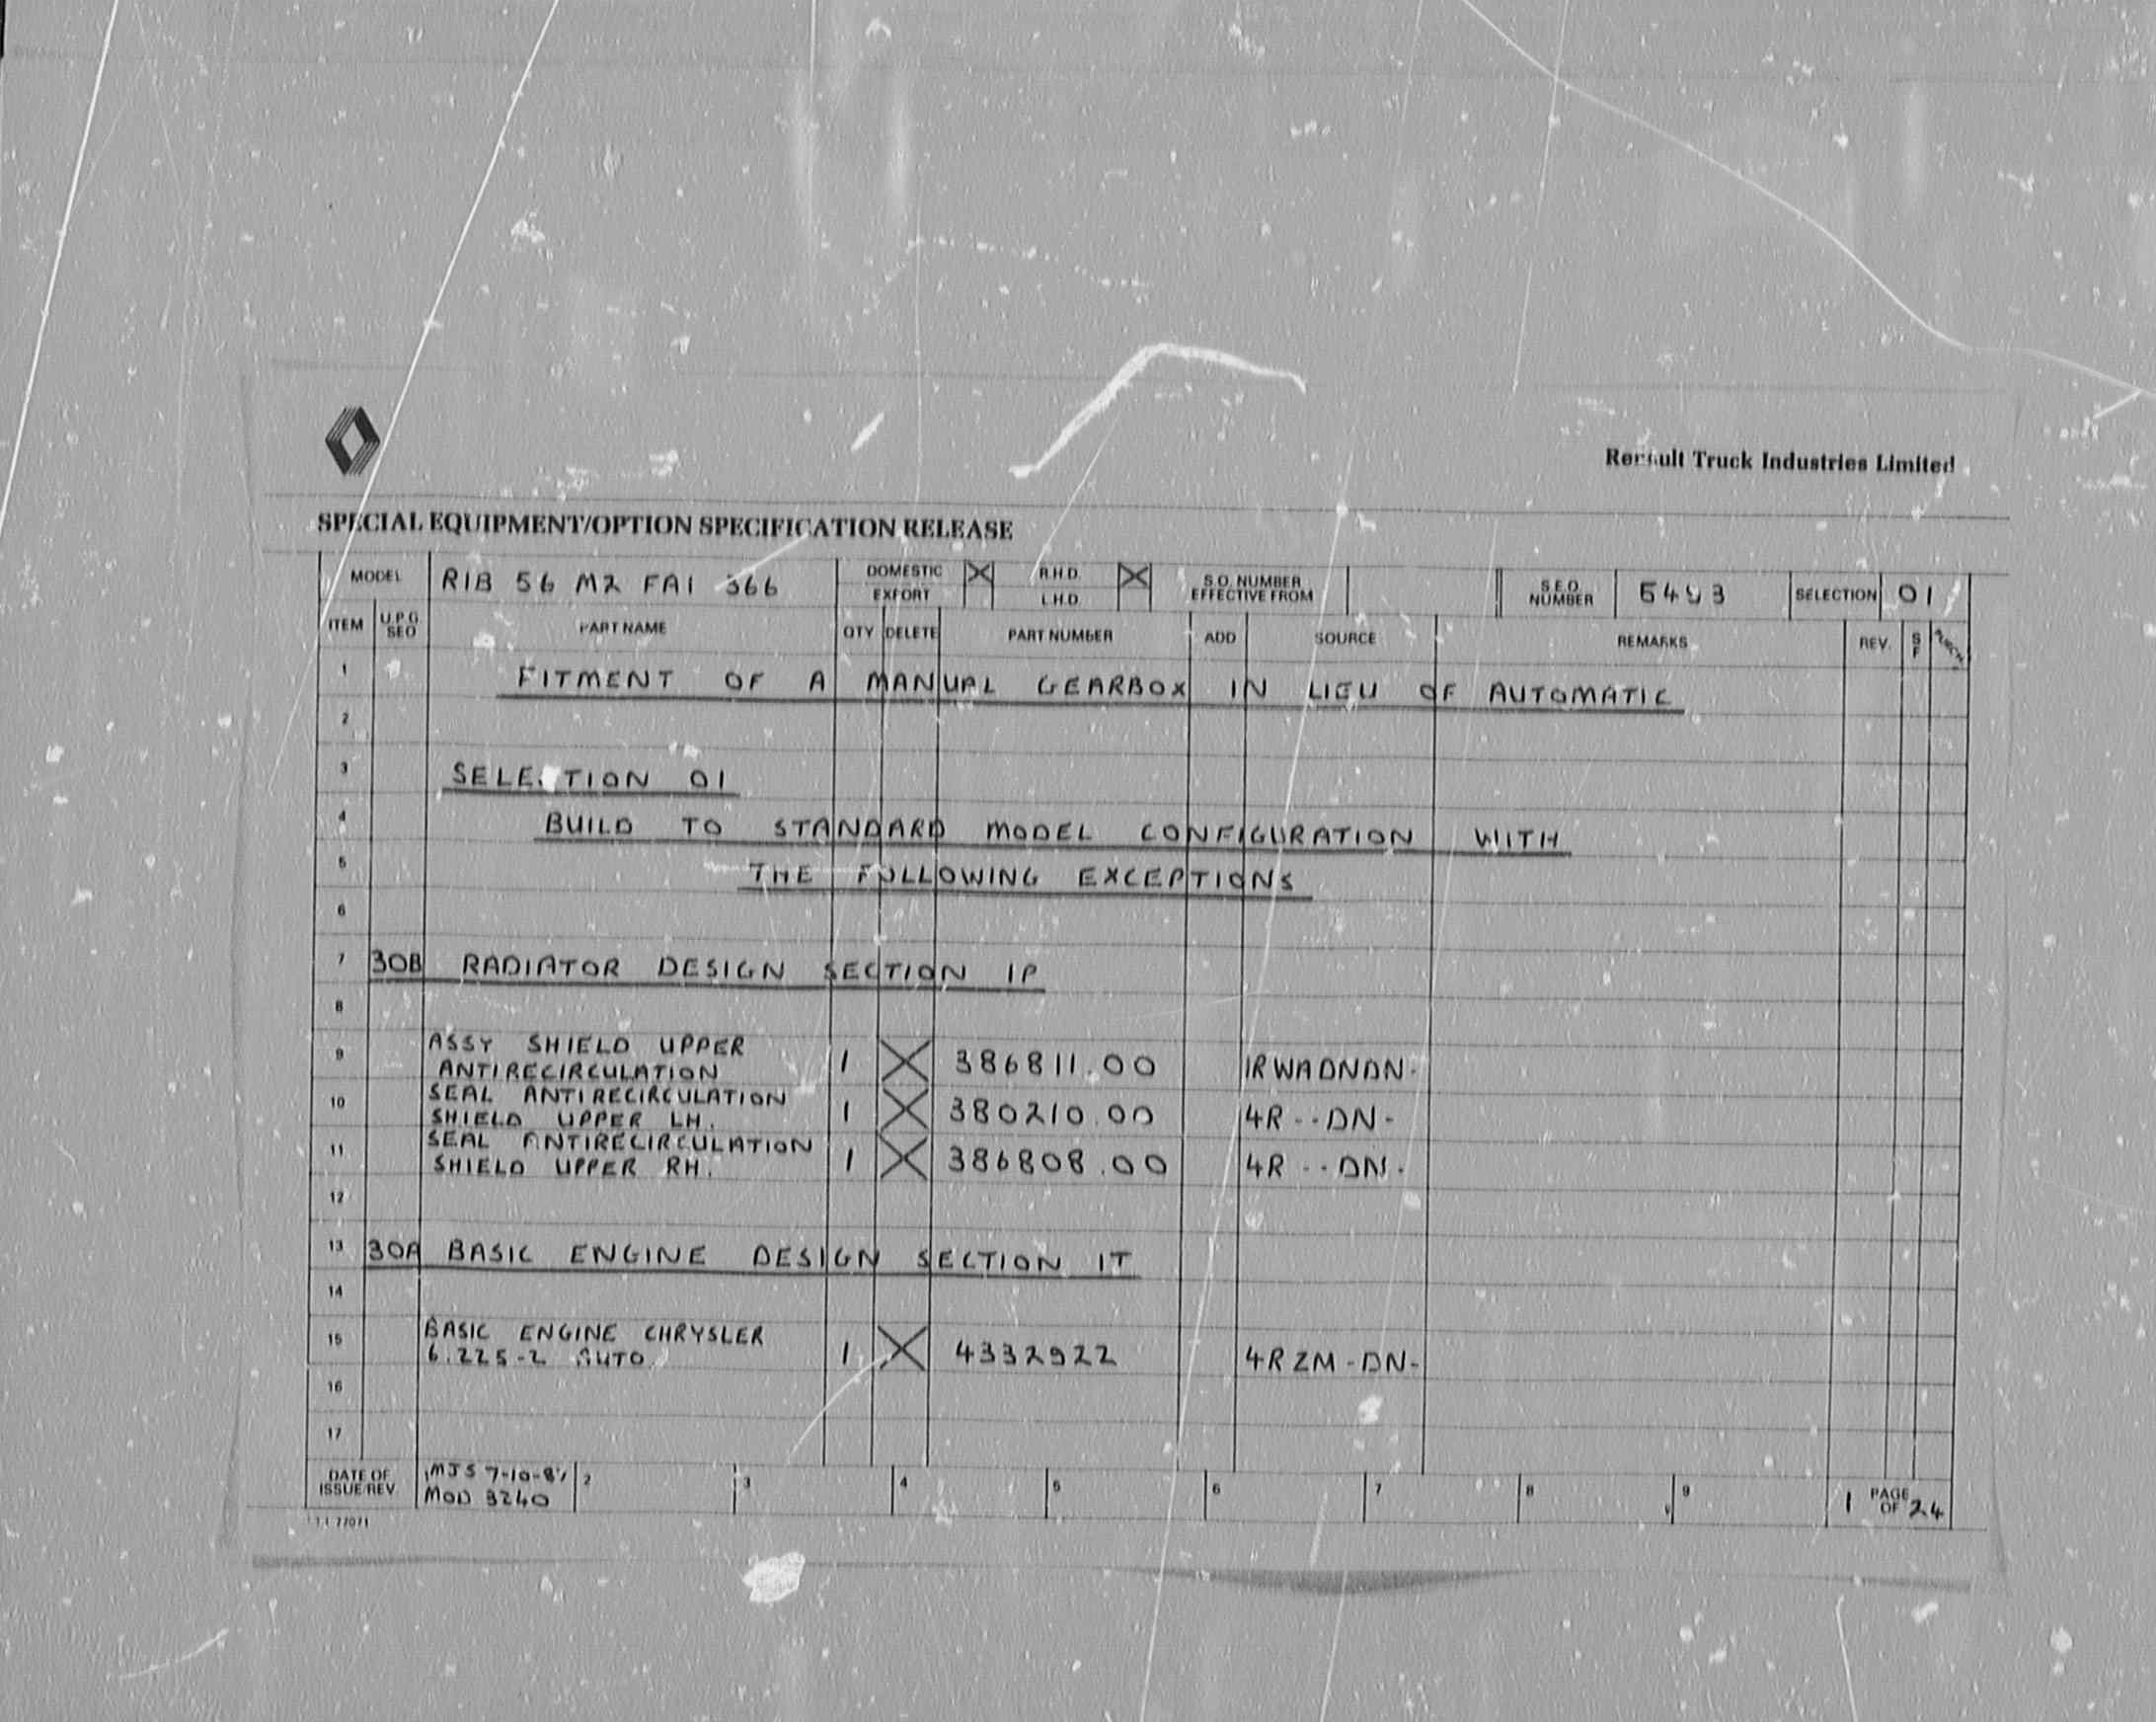 Renault Truck Industries Limited
SPECIAL EQUIPMENT/OPTION SPECIFICATION RELEASE
MODEL RIB 56 M2 FAI 366 DOMESTIC R.H.D. S.O. NUMBER S.E.O. 5493 SELECTION 01
EXPORT L.H.D EFFECTIVE FROM NUMBER
ITEM U.P.G. SEO PART NAME QTY DELETE PART NUMBER ADD SOURCE REMARKS REV. S F
1 FITMENT OF A MANUAL GEARBOX IN LIEU OF AUTOMATIC
2
3 SELECTION 01
4 BUILD TO STANDARD MODEL CONFIGURATION WITH
5 THE FOLLOWING EXCEPTIONS
6
7 30B RADIATOR DESIGN SECTION 1P
8
9 ASSY SHIELD UPPER
ANTIRECIRCULATION 1 X 386811.00 1RWADNDN-
10 SEAL ANTIRECIRCULATION
SHIELD UPPER LH. 1 X 380210.00 4R--DN-
11 SEAL ANTIRECIRCULATION
SHIELD UPPER RH. 1 X 386808.00 4R--DN-
12
13 30A BASIC ENGINE DESIGN SECTION 1T
14
15 BASIC ENGINE CHRYSLER
6.225-2 AUTO. 1 X 4332922 4RZM-DN-
16
17
DATE OF ISSUE/REV MJS 7-10-81 2 3 4 5 6 7 8 9 1 PAGE OF 24
MOD 3240
77071